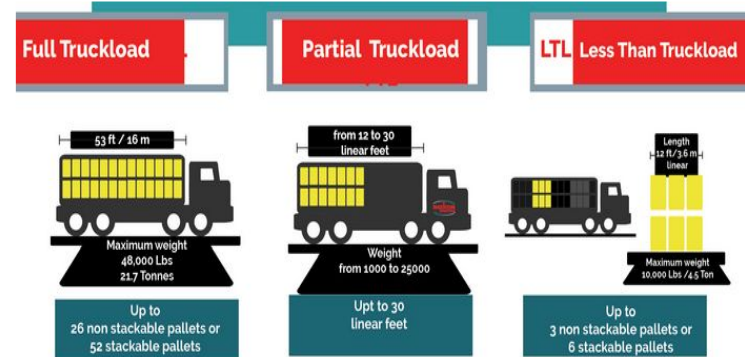 Full Truckload
53 ft / 16 m
Maximum weight
48,000 Lbs
21.7 Tonnes
Up to
26 non stackable pallets or
52 stackable pallets
Partial Truckload
from 12 to 30
linear feet
Weight
from 1000 to 25000
Upt to 30
linear feet
LTL Less Than Truckload
Length
12 ft/3.6 m
linear
Maximum weight
10,000 Lbs /4.5 Ton
Up to
3 non stackable pallets or
6 stackable pallets